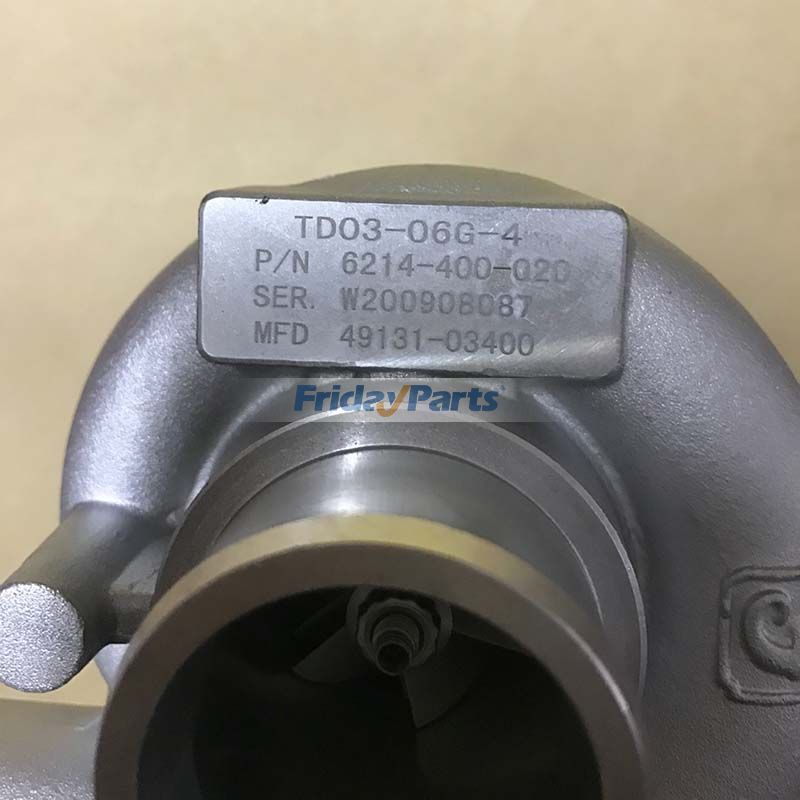 TD03-06G-4
P/N 6214-400-020
SER. W200908087
MFD 49131-03400
FridayParts